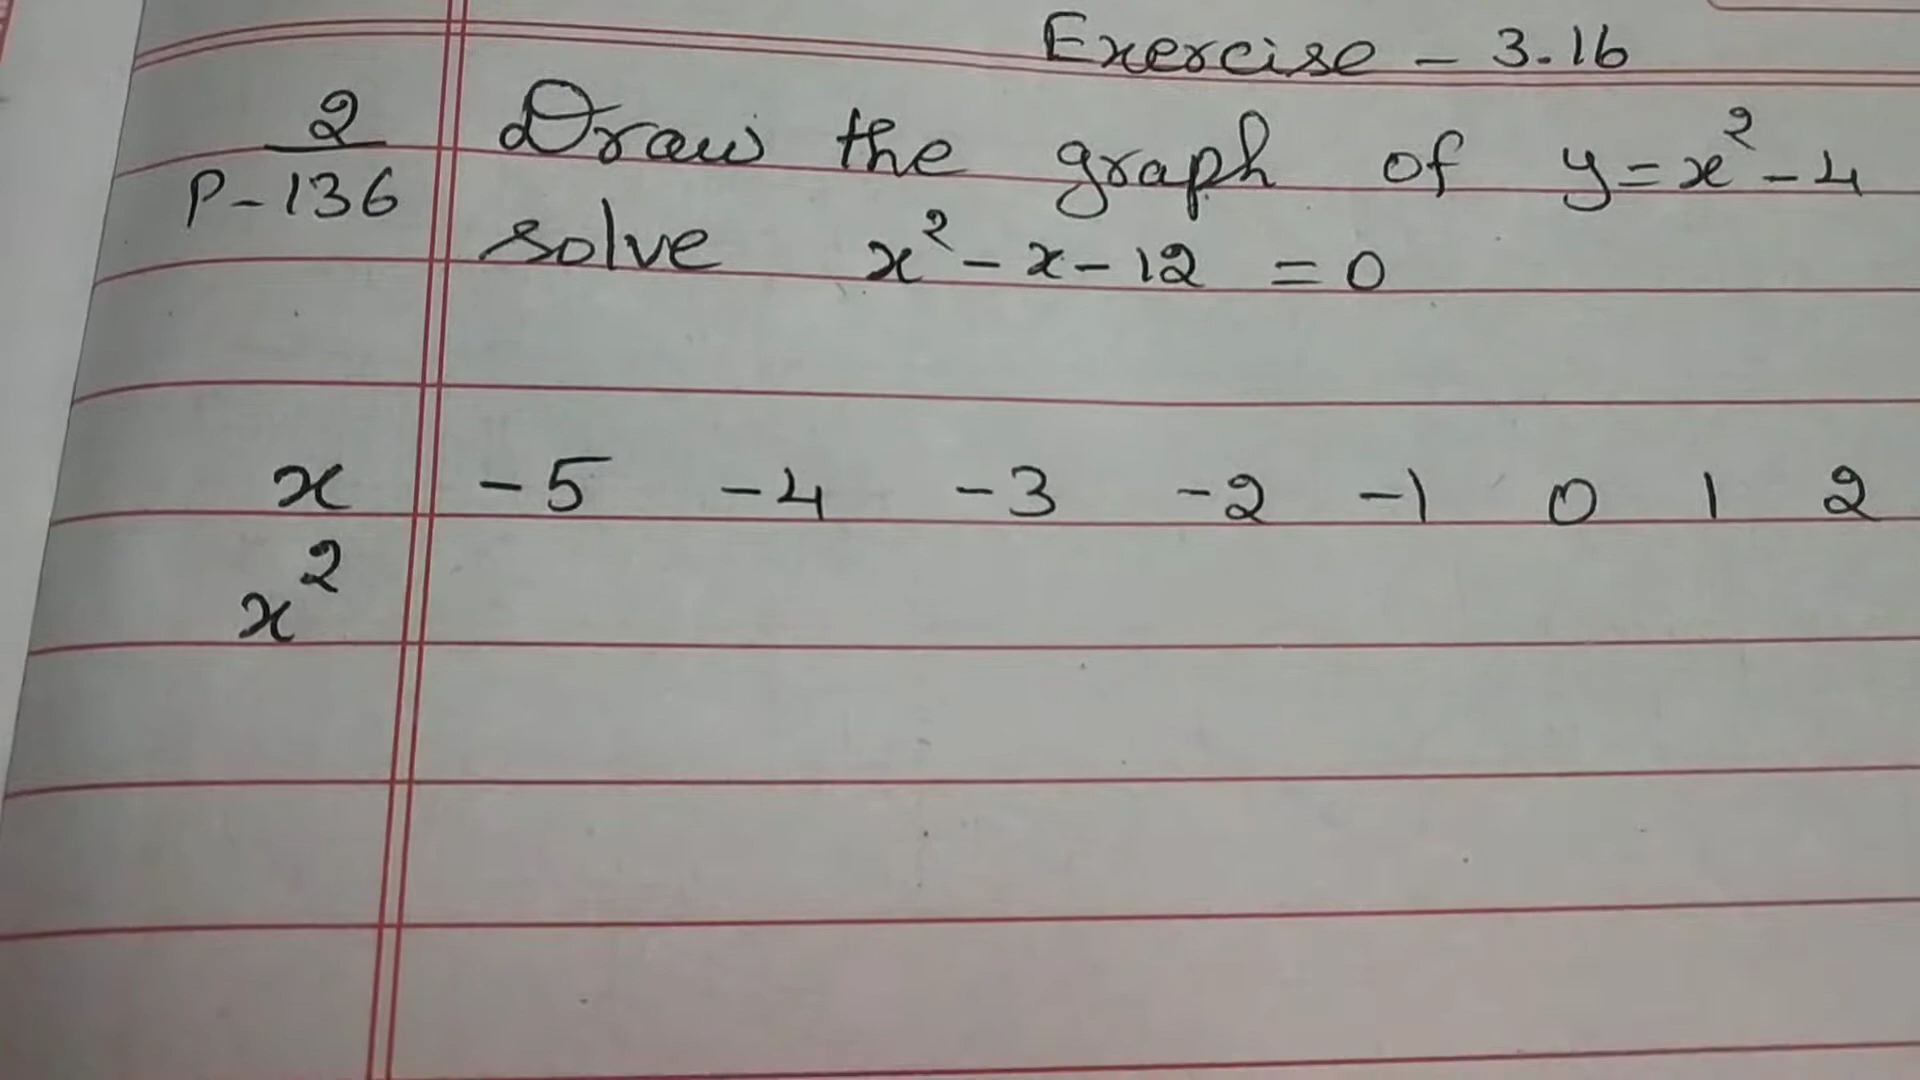 Exercise - 3.16
2
P-136
Draw the graph of y=x²-4
solve x²-x-12 =0
x -5 -4 -3 -2 -1 0 1 2
x²